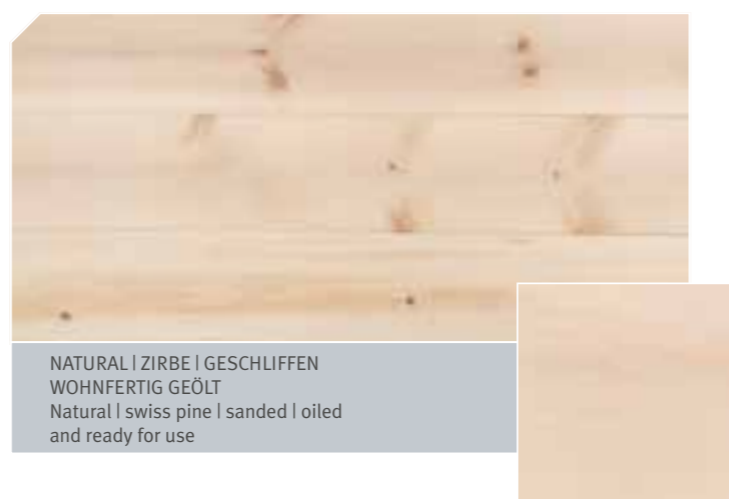 NATURAL | ZIRBE | GESCHLIFFEN
WOHNFERTIG GEÖLT
Natural | swiss pine | sanded | oiled
and ready for use